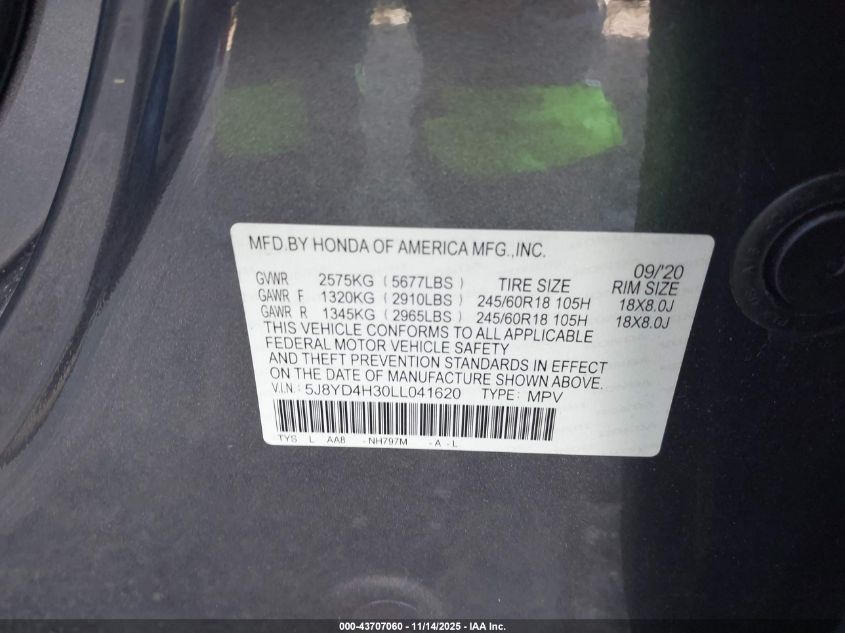 MFD.BY HONDA OF AMERICA MFG.,INC.
09/'20
GVWR 2575KG (5677LBS) TIRE SIZE RIM SIZE
GAWR F 1320KG (2910LBS) 245/60R18 105H 18X8.0J
GAWR R 1345KG (2965LBS) 245/60R18 105H 18X8.0J
THIS VEHICLE CONFORMS TO ALL APPLICABLE
FEDERAL MOTOR VEHICLE SAFETY
AND THEFT PREVENTION STANDARDS IN EFFECT
ON THE DATE OF MANUFACTURE SHOWN ABOVE.
V.I.N.: 5J8YD4H30LL041620 TYPE: MPV
TYS L AA8 -NH797M -A-L
000-43707060 - 11/14/2025 - IAA Inc.